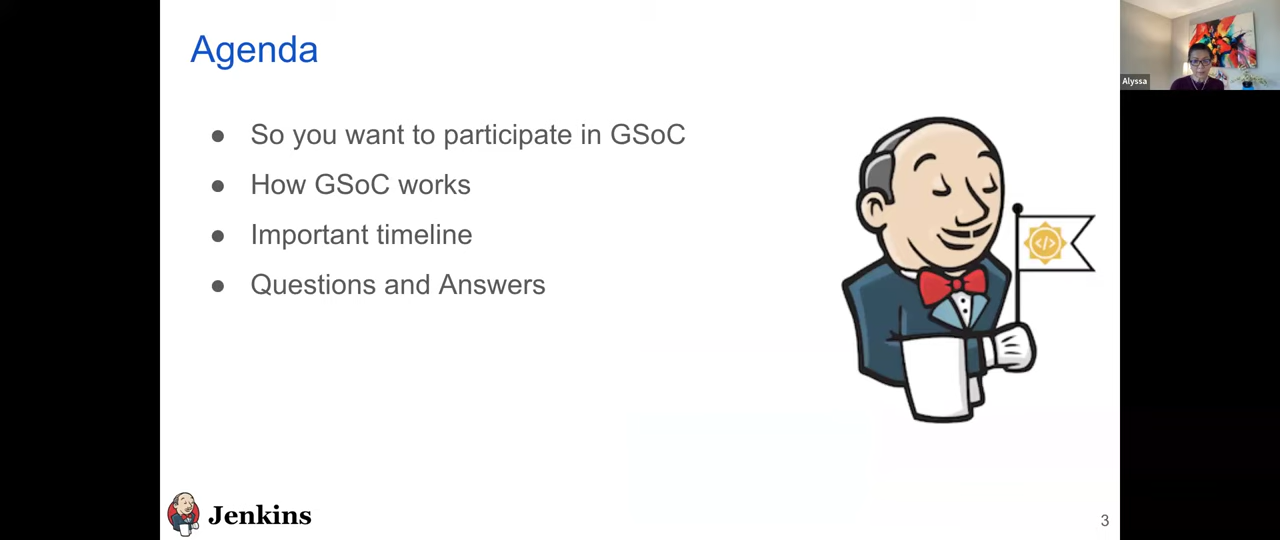 Agenda
Alyssa
● So you want to participate in GSoC
● How GSoC works
● Important timeline
● Questions and Answers
</>
Jenkins
3